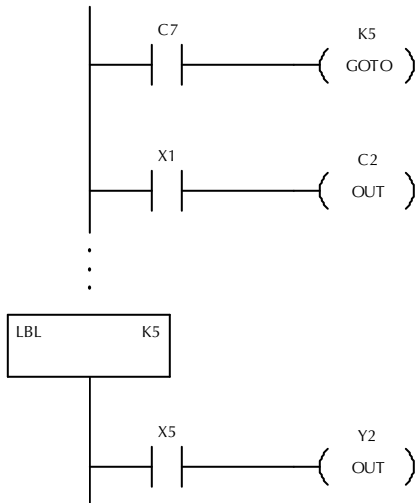 C7 K5
GOTO
X1 C2
OUT
LBL K5
X5 Y2
OUT